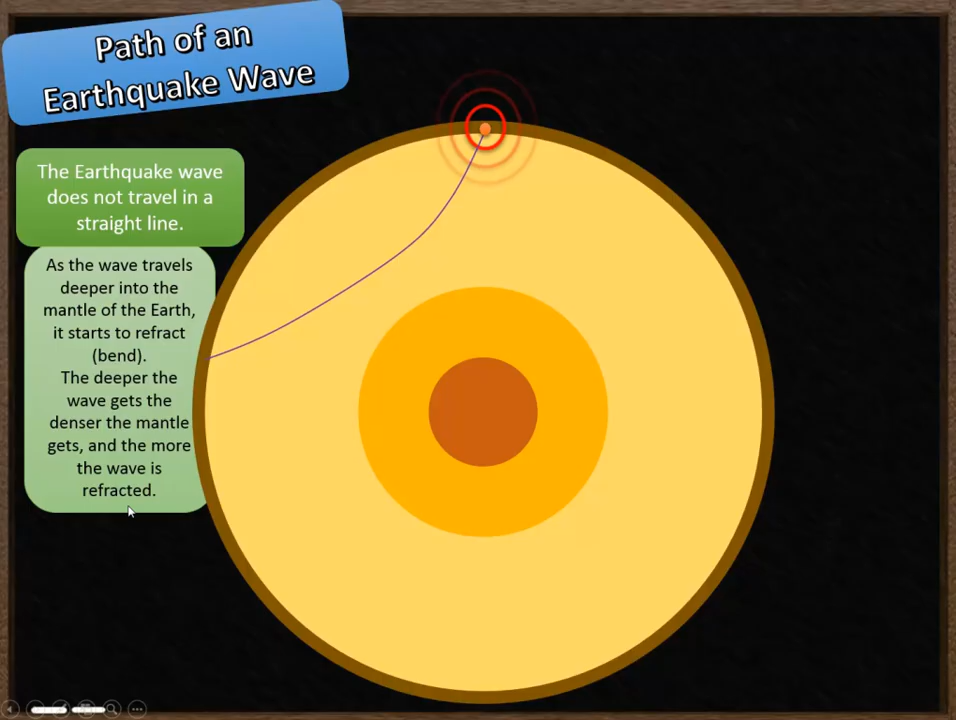 Path of an
Earthquake Wave
The Earthquake wave
does not travel in a
straight line.
As the wave travels
deeper into the
mantle of the Earth,
it starts to refract
(bend).
The deeper the
wave gets the
denser the mantle
gets, and the more
the wave is
refracted.